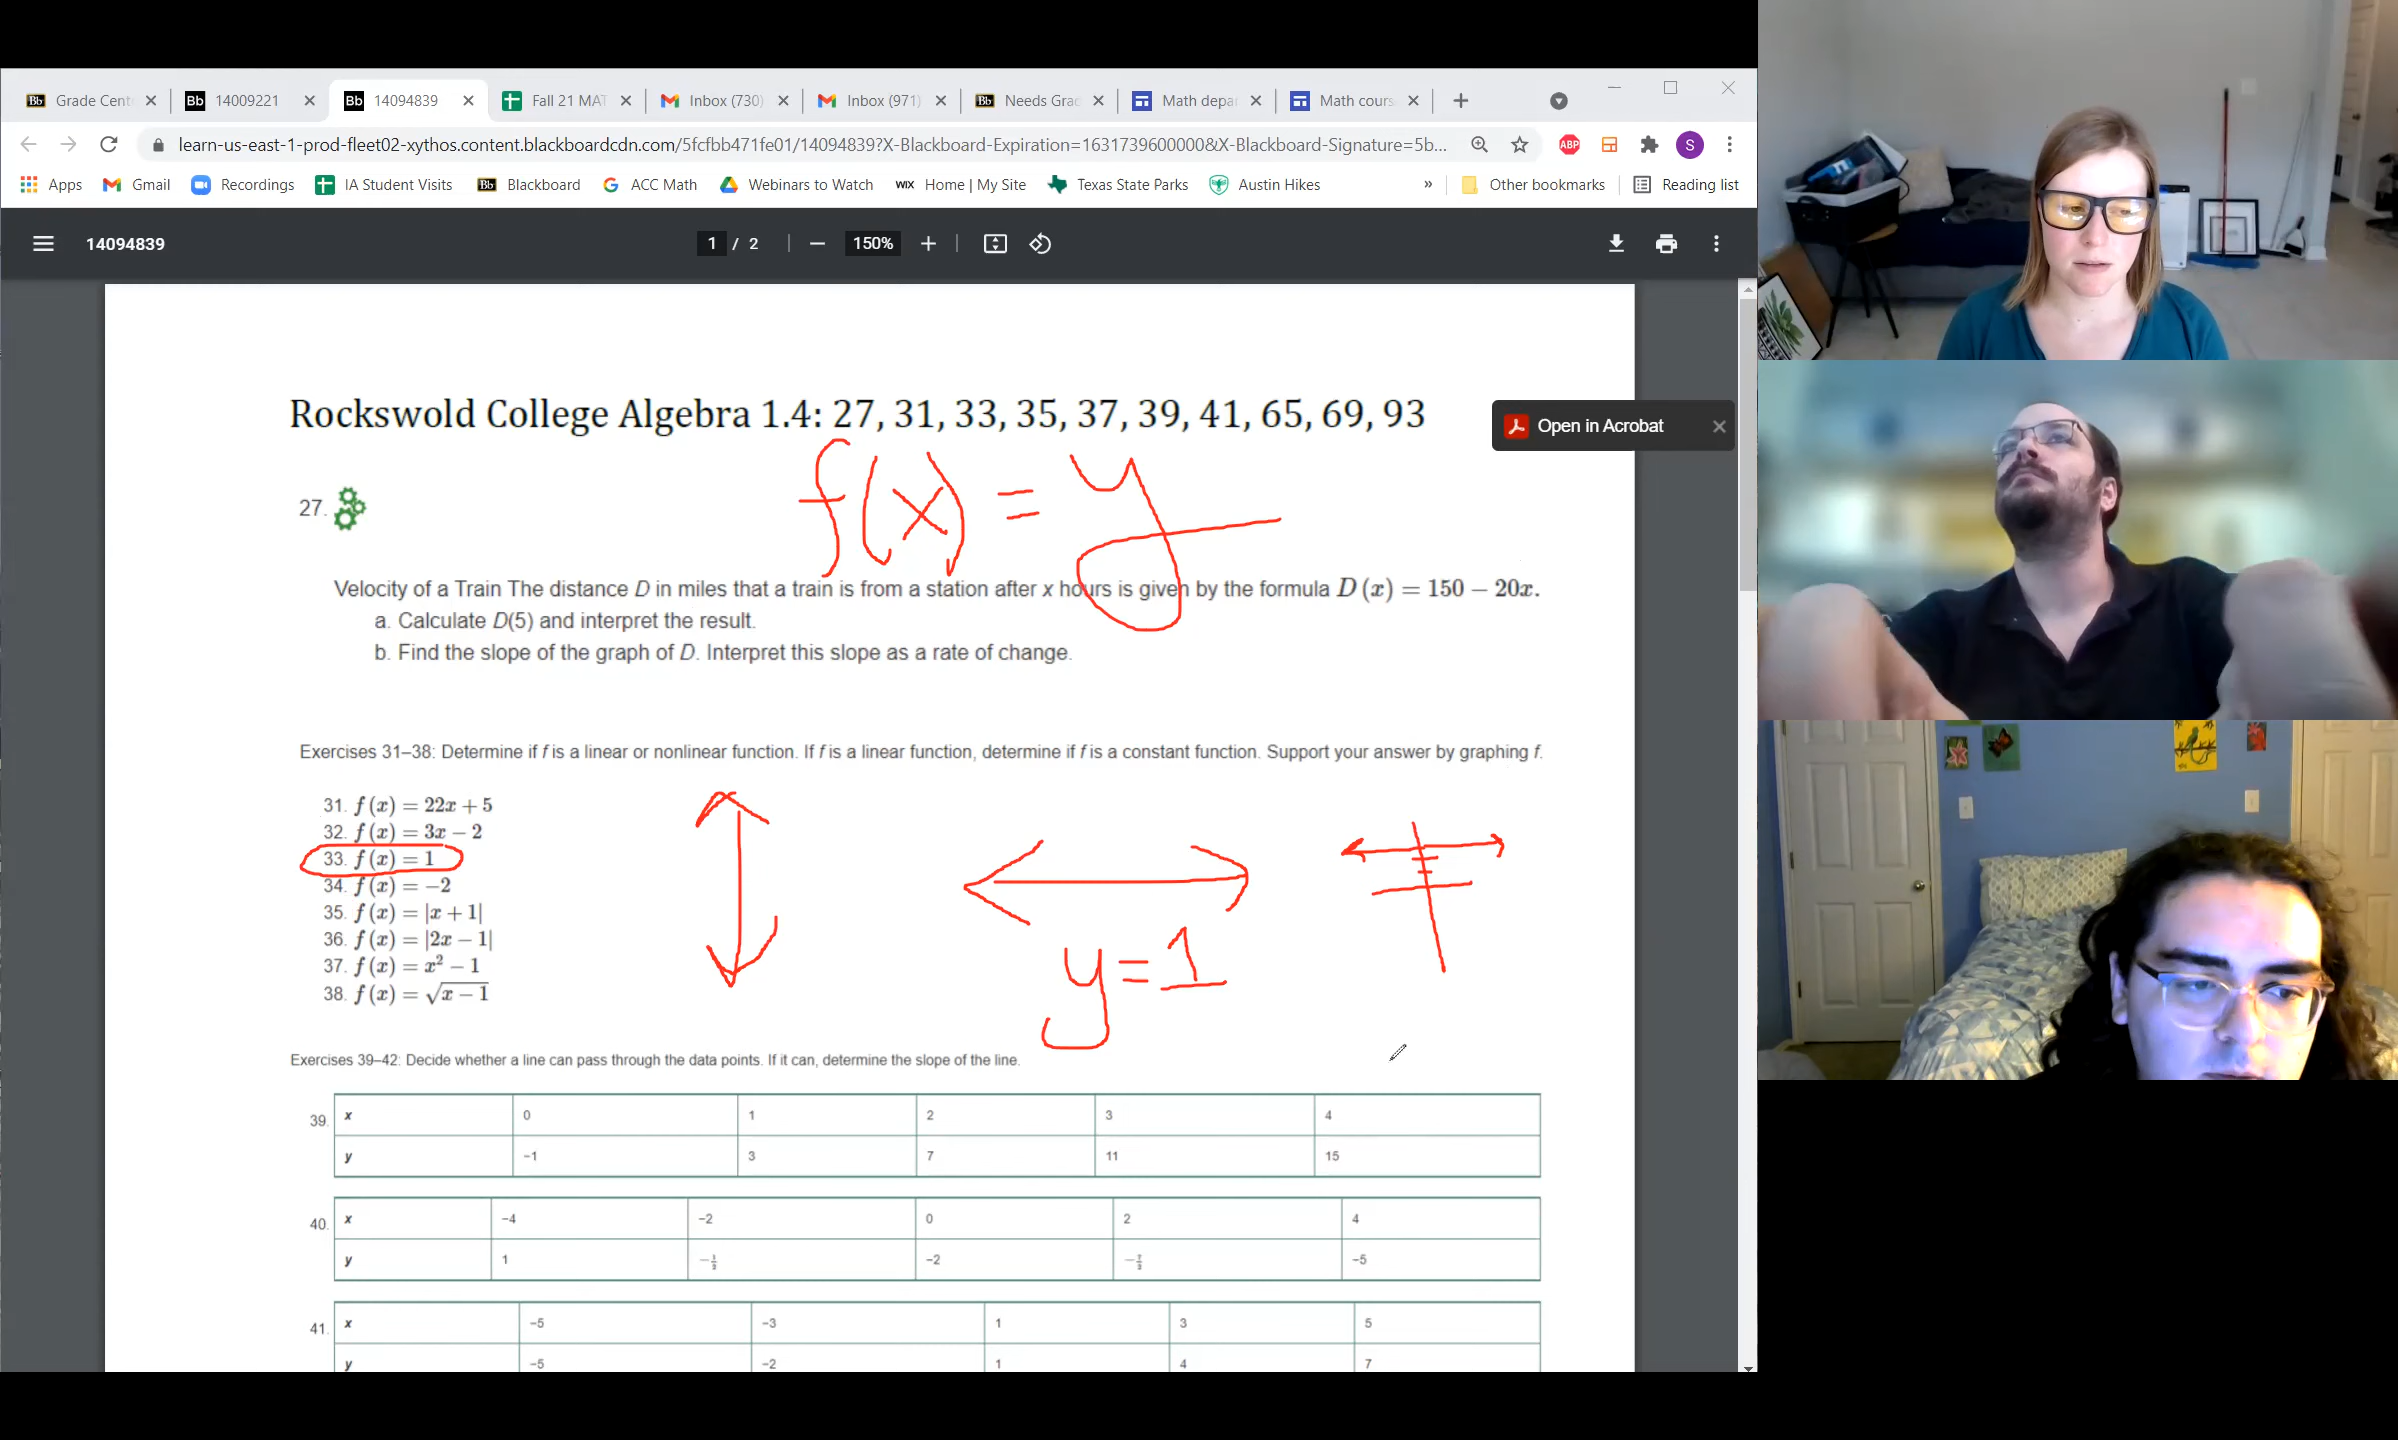 Grade Cent
14009221
14094839
Fall 21 MAT
Inbox (730)
Inbox (971)
Needs Grad
Math depar
Math cours
learn-us-east-1-prod-fleet02-xythos.content.blackboardcdn.com/5fcfbb471fe01/14094839?X-Blackboard-Expiration=1631739600000&X-Blackboard-Signature=5b...
ABP
S
Apps
Gmail
Recordings
IA Student Visits
Bb Blackboard
ACC Math
Webinars to Watch
WIX Home | My Site
Texas State Parks
Austin Hikes
»
Other bookmarks
Reading list
14094839
1 / 2
150%
Rockswold College Algebra 1.4: 27, 31, 33, 35, 37, 39, 41, 65, 69, 93
Open in Acrobat
f(x) = y
27.
Velocity of a Train The distance D in miles that a train is from a station after x hours is given by the formula D (x) = 150 − 20x.
a. Calculate D(5) and interpret the result.
b. Find the slope of the graph of D. Interpret this slope as a rate of change.
Exercises 31–38: Determine if f is a linear or nonlinear function. If f is a linear function, determine if f is a constant function. Support your answer by graphing f.
31. f (x) = 22x + 5
32. f (x) = 3x − 2
33. f (x) = 1
34. f (x) = −2
35. f (x) = |x + 1|
36. f (x) = |2x − 1|
37. f (x) = x² − 1
38. f (x) = √x − 1
y = 1
Exercises 39–42: Decide whether a line can pass through the data points. If it can, determine the slope of the line.
39. x 0 1 2 3 4
y −1 3 7 11 15
40. x −4 −2 0 2 4
y 1 −2 −5
41. x −5 −3 1 3 5
y −5 −2 1 4 7